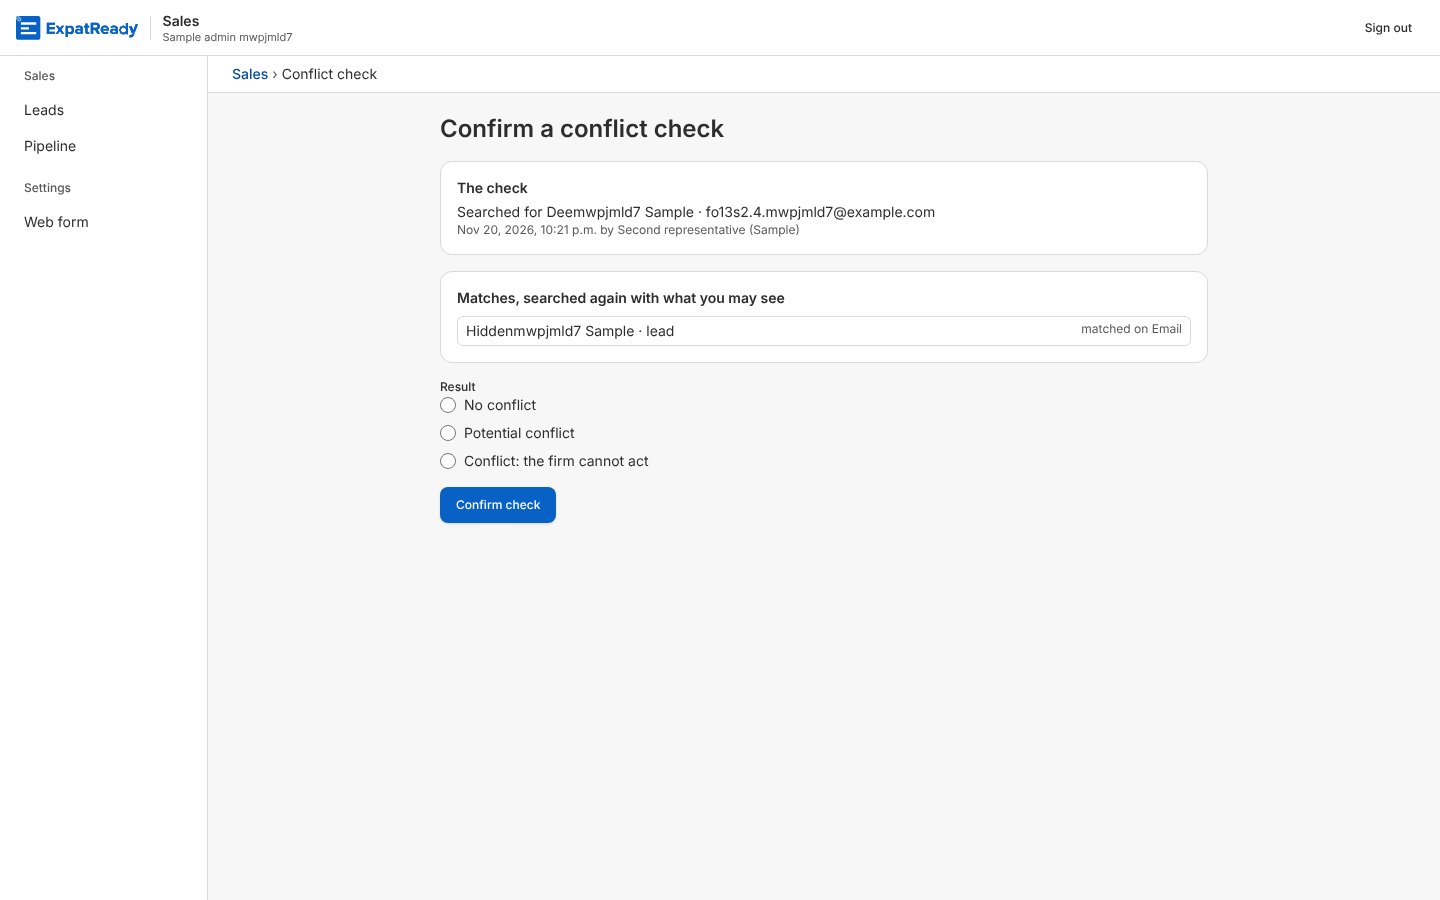 ExpatReady
Sales
Sample admin mwpjmld7
Sign out
Sales
Leads
Pipeline
Settings
Web form
Sales › Conflict check
Confirm a conflict check
The check
Searched for Deemwpjmld7 Sample · fo13s2.4.mwpjmld7@example.com
Nov 20, 2026, 10:21 p.m. by Second representative (Sample)
Matches, searched again with what you may see
Hiddenmwpjmld7 Sample · lead
matched on Email
Result
No conflict
Potential conflict
Conflict: the firm cannot act
Confirm check